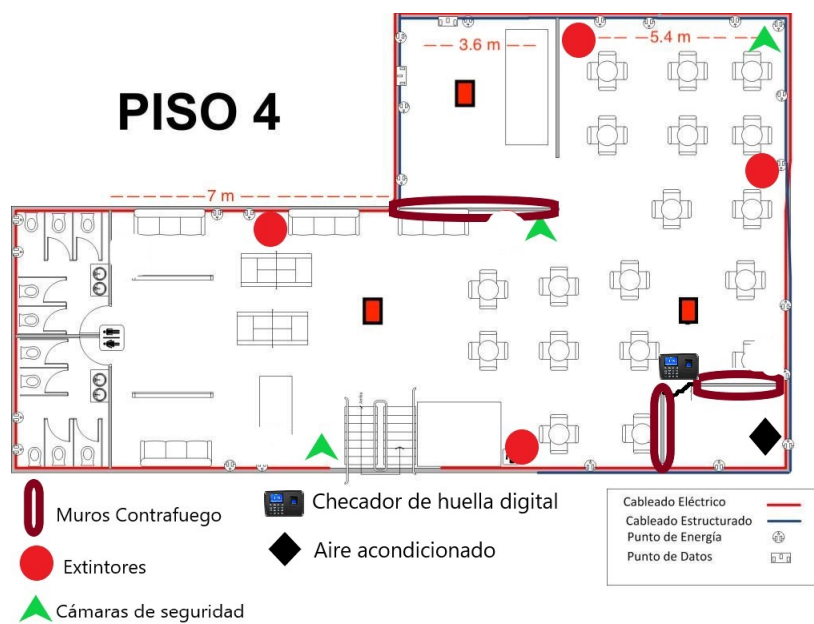 3.6 m
5.4 m
PISO 4
7 m
Muros Contrafuego
Checador de huella digital
Extintores
Aire acondicionado
Cámaras de seguridad
Cableado Eléctrico
Cableado Estructurado
Punto de Energía
Punto de Datos